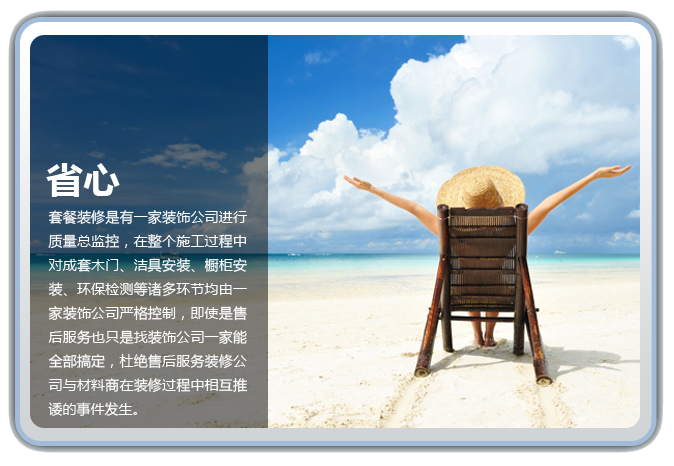 省心
套餐装修是有一家装饰公司进行
质量总监控，在整个施工过程中
对成套木门、洁具安装、橱柜安
装、环保检测等诸多环节均由一
家装饰公司严格控制，即使是售
后服务也只是找装饰公司一家能
全部搞定，杜绝售后服务装修公
司与材料商在装修过程中相互推
诿的事件发生。